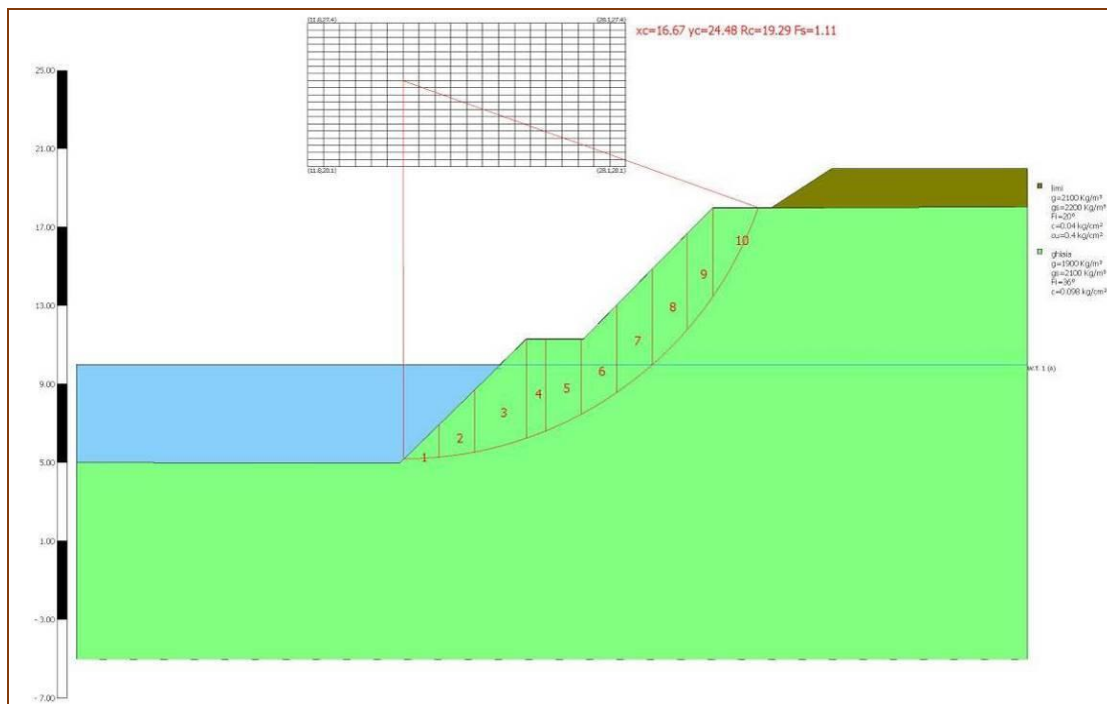 (11.8,27.4)
(28.1,27.4)
xc=16.67 yc=24.48 Rc=19.29 Fs=1.11
(11.8,20.1)
(28.1,20.1)
25.00
21.00
17.00
13.00
9.00
5.00
1.00
-3.00
-7.00
1
2
3
4
5
6
7
8
9
10
limi
g=2100 Kg/m³
gs=2200 Kg/m³
Fi=20°
c=0.04 kg/cm²
cu=0.4 kg/cm²
ghiaia
g=1900 Kg/m³
gs=2100 Kg/m³
Fi=36°
c=0.098 kg/cm²